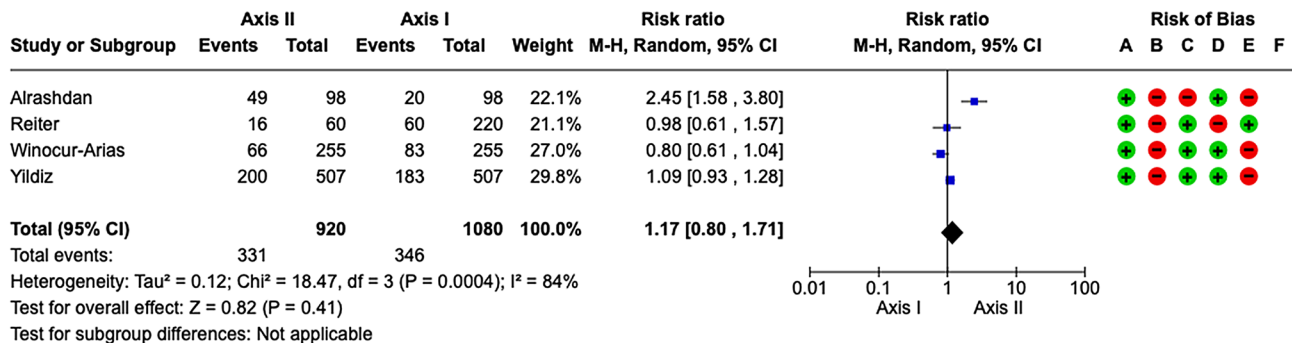 Axis II Axis I Risk ratio Risk ratio Risk of Bias
Study or Subgroup Events Total Events Total Weight M-H, Random, 95% CI M-H, Random, 95% CI A B C D E F
Alrashdan 49 98 20 98 22.1% 2.45 [1.58 , 3.80] + − − + −
Reiter 16 60 60 220 21.1% 0.98 [0.61 , 1.57] + − + − +
Winocur-Arias 66 255 83 255 27.0% 0.80 [0.61 , 1.04] + − + + −
Yildiz 200 507 183 507 29.8% 1.09 [0.93 , 1.28] + − + + −
Total (95% CI) 920 1080 100.0% 1.17 [0.80 , 1.71]
Total events: 331 346
Heterogeneity: Tau² = 0.12; Chi² = 18.47, df = 3 (P = 0.0004); I² = 84%
0.01 0.1 1 10 100
Test for overall effect: Z = 0.82 (P = 0.41) Axis I Axis II
Test for subgroup differences: Not applicable